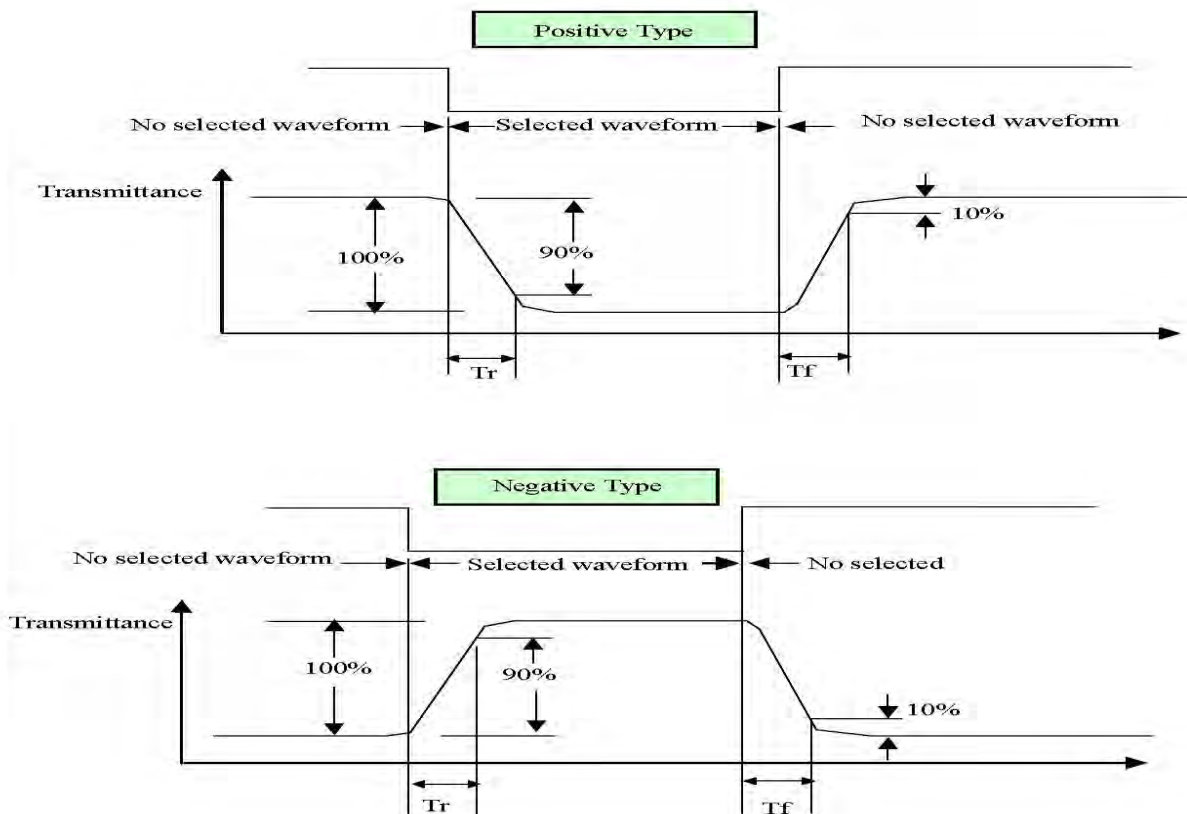 Positive Type
No selected waveform
Selected waveform
No selected waveform
Transmittance
10%
100%
90%
Tr
Tf
Negative Type
No selected waveform
Selected waveform
No selected
Transmittance
100%
90%
10%
Tr
Tf